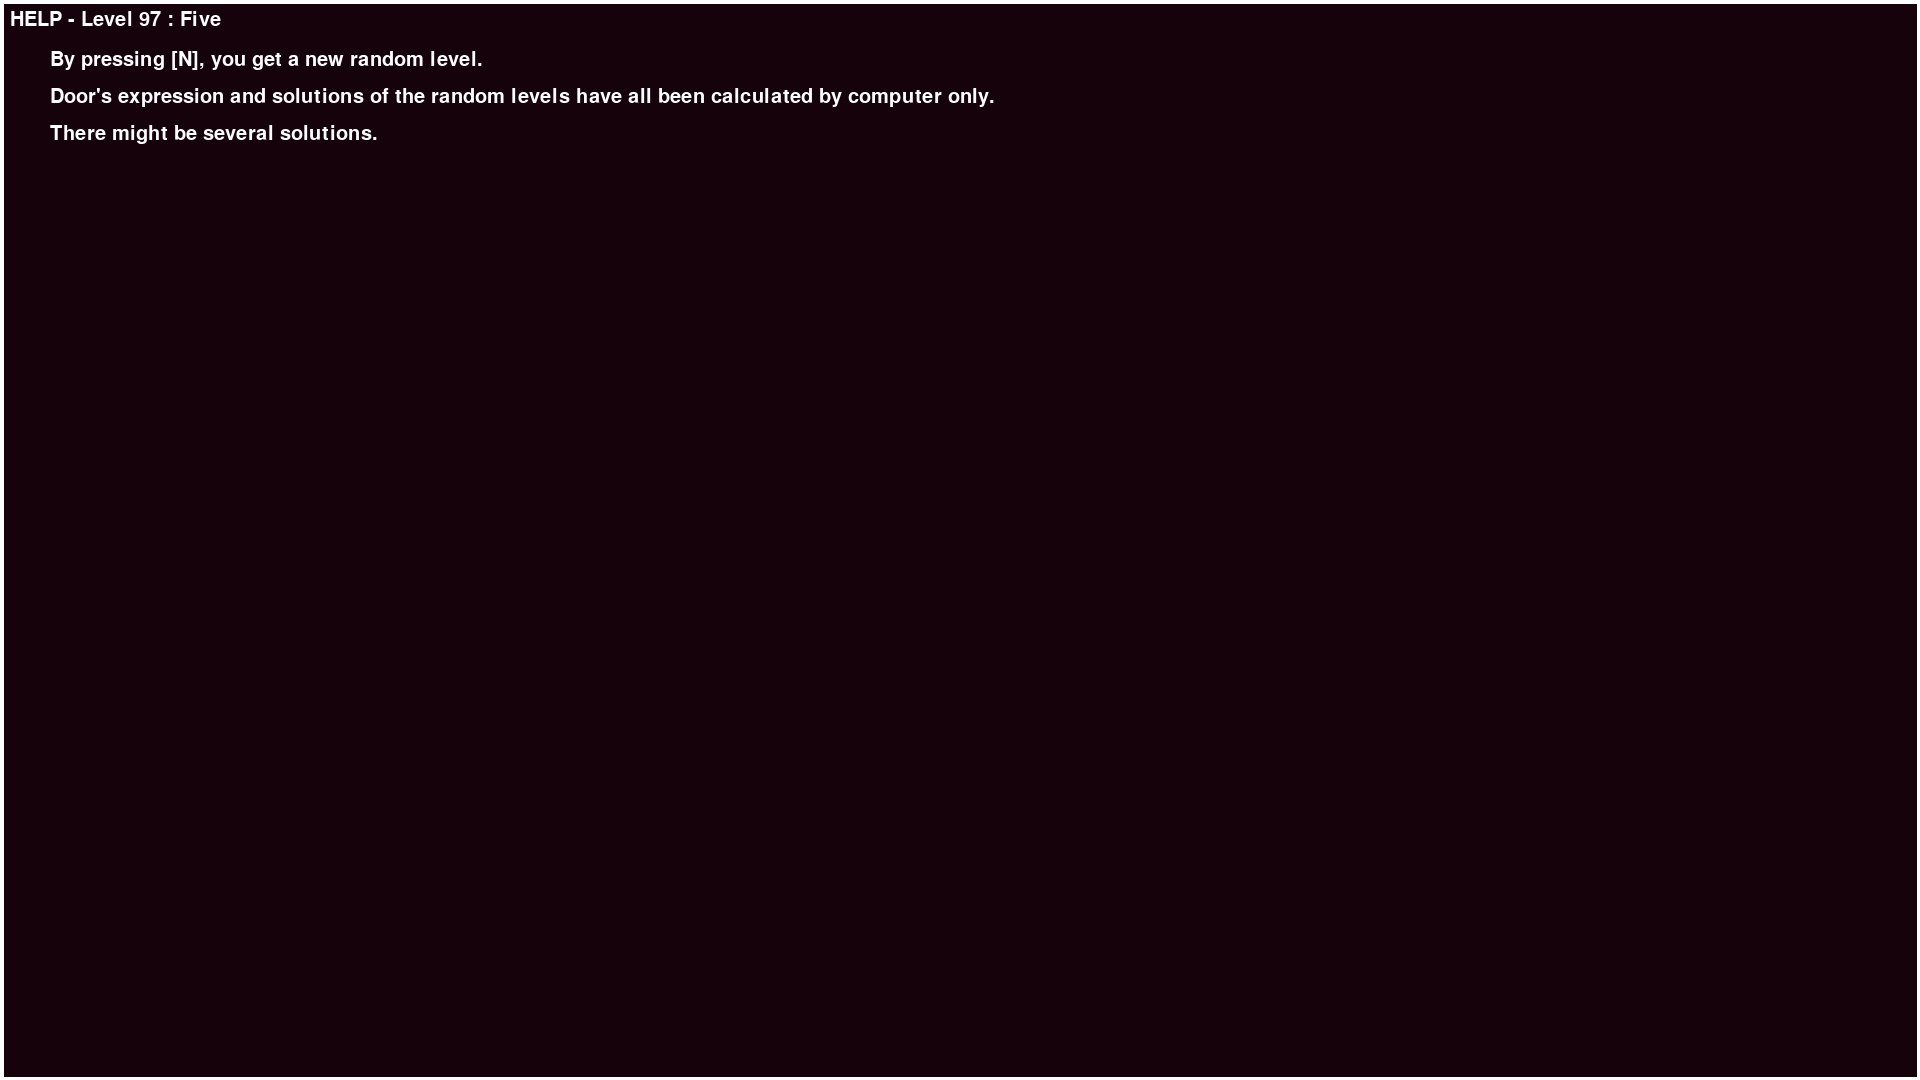 HELP - Level 97 : Five
By pressing [N], you get a new random level.
Door's expression and solutions of the random levels have all been calculated by computer only.
There might be several solutions.